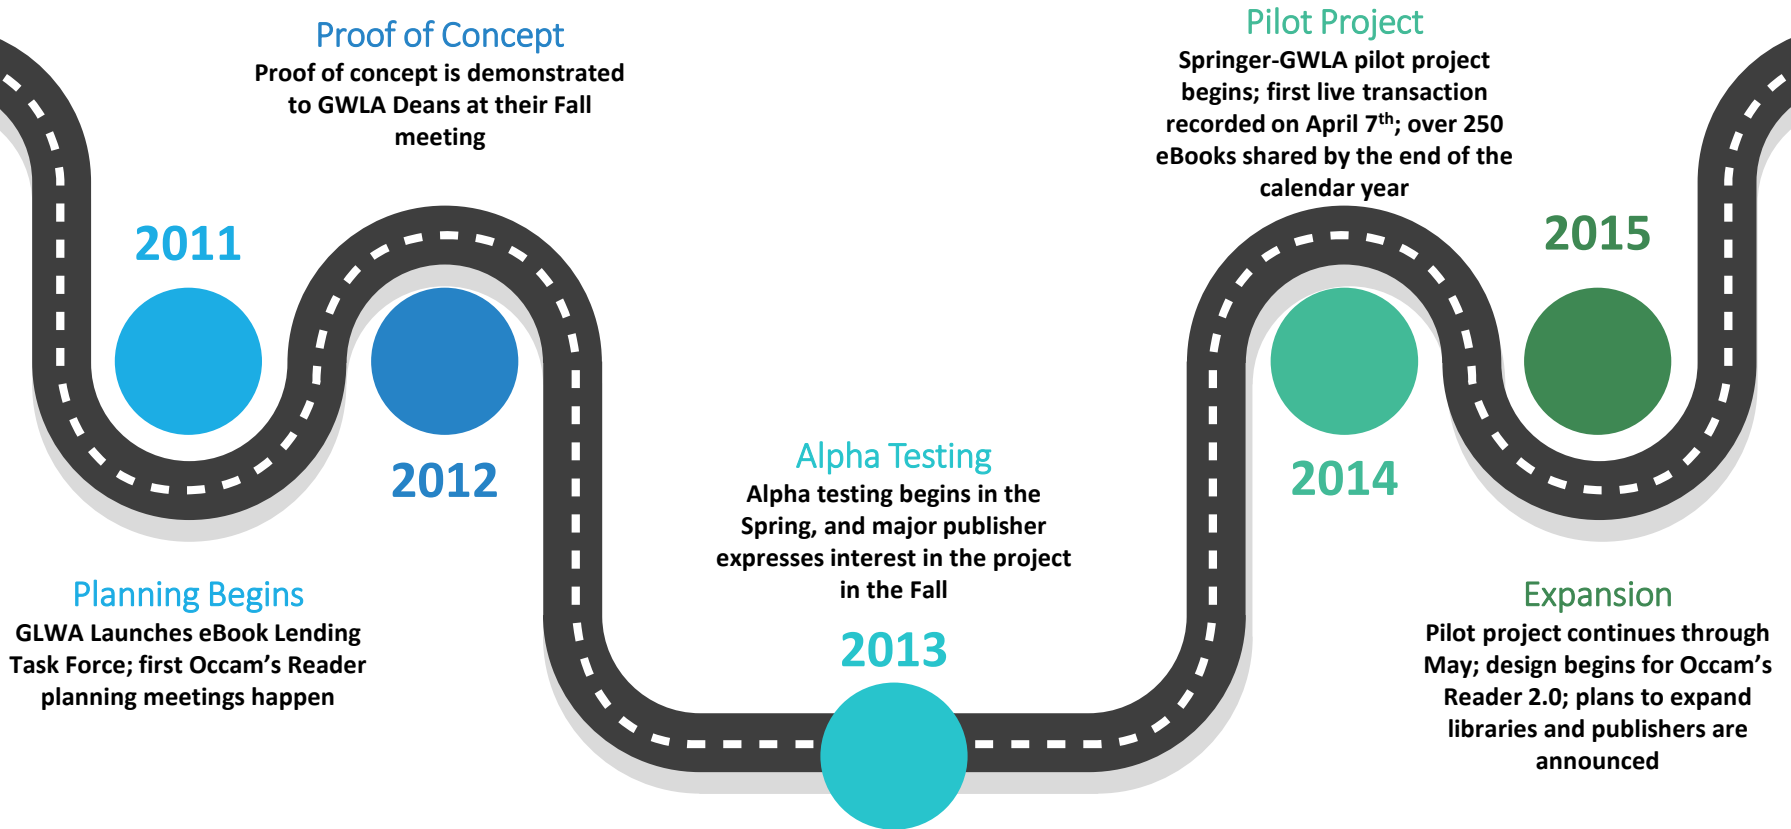 2011
Planning Begins
GLWA Launches eBook Lending
Task Force; first Occam's Reader
planning meetings happen
Proof of Concept
Proof of concept is demonstrated
to GWLA Deans at their Fall
meeting
2012
Alpha Testing
Alpha testing begins in the
Spring, and major publisher
expresses interest in the project
in the Fall
2013
Pilot Project
Springer-GWLA pilot project
begins; first live transaction
recorded on April 7th; over 250
eBooks shared by the end of the
calendar year
2014
2015
Expansion
Pilot project continues through
May; design begins for Occam's
Reader 2.0; plans to expand
libraries and publishers are
announced